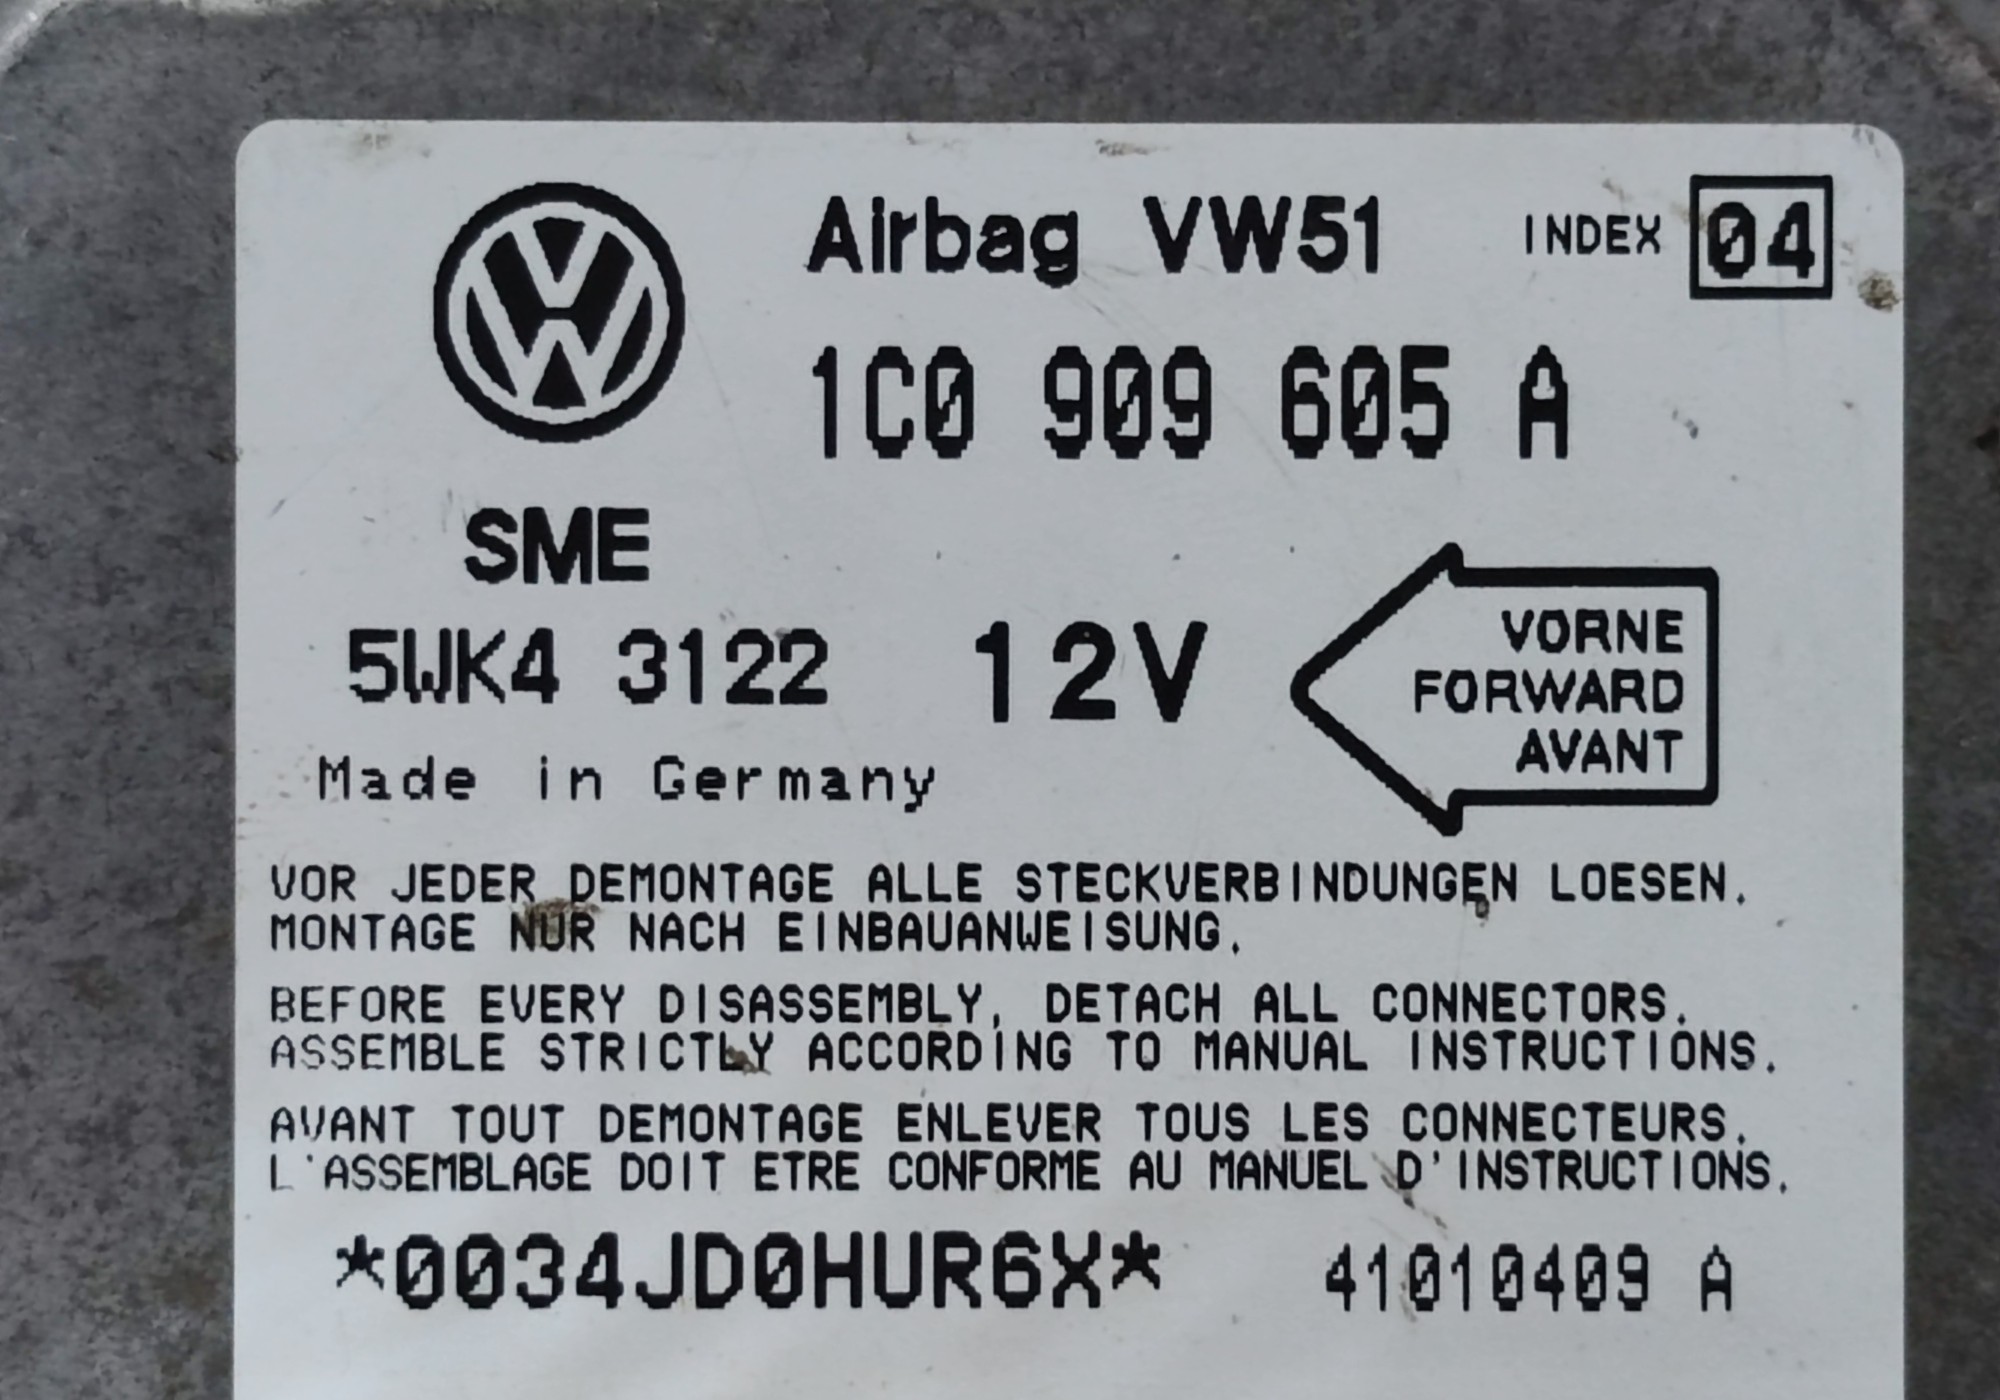 Airbag VW51 INDEX 04
1C0 909 605 A
SME
5WK4 3122 12V
VORNE
FORWARD
AVANT
Made in Germany
VOR JEDER DEMONTAGE ALLE STECKVERBINDUNGEN LOESEN.
MONTAGE NUR NACH EINBAUANWEISUNG.
BEFORE EVERY DISASSEMBLY, DETACH ALL CONNECTORS.
ASSEMBLE STRICTLY ACCORDING TO MANUAL INSTRUCTIONS.
AVANT TOUT DEMONTAGE ENLEVER TOUS LES CONNECTEURS.
L'ASSEMBLAGE DOIT ETRE CONFORME AU MANUEL D'INSTRUCTIONS.
*0034JD0HUR6X* 41010409 A